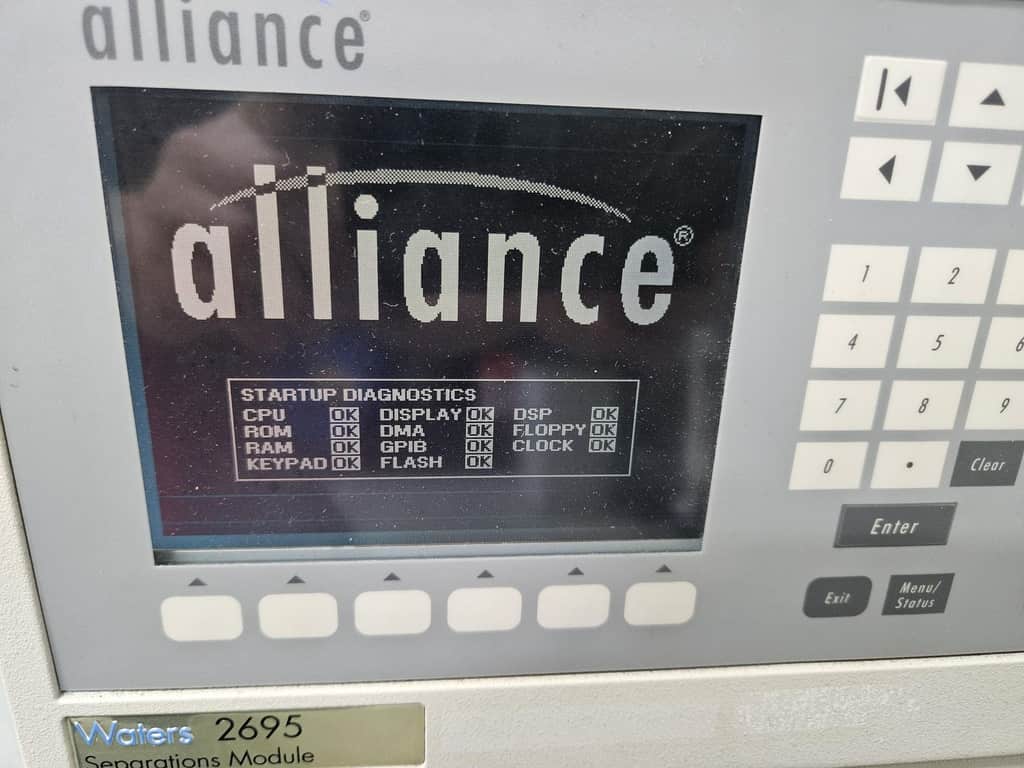 alliance®
alliance®
STARTUP DIAGNOSTICS
CPU OK DISPLAY OK DSP OK
ROM OK DMA OK FLOPPY OK
RAM OK GPIB OK CLOCK OK
KEYPAD OK FLASH OK
1 2
4 5 6
7 8 9
0 . Clear
Enter
Exit Menu/
Status
Waters 2695
Separations Module